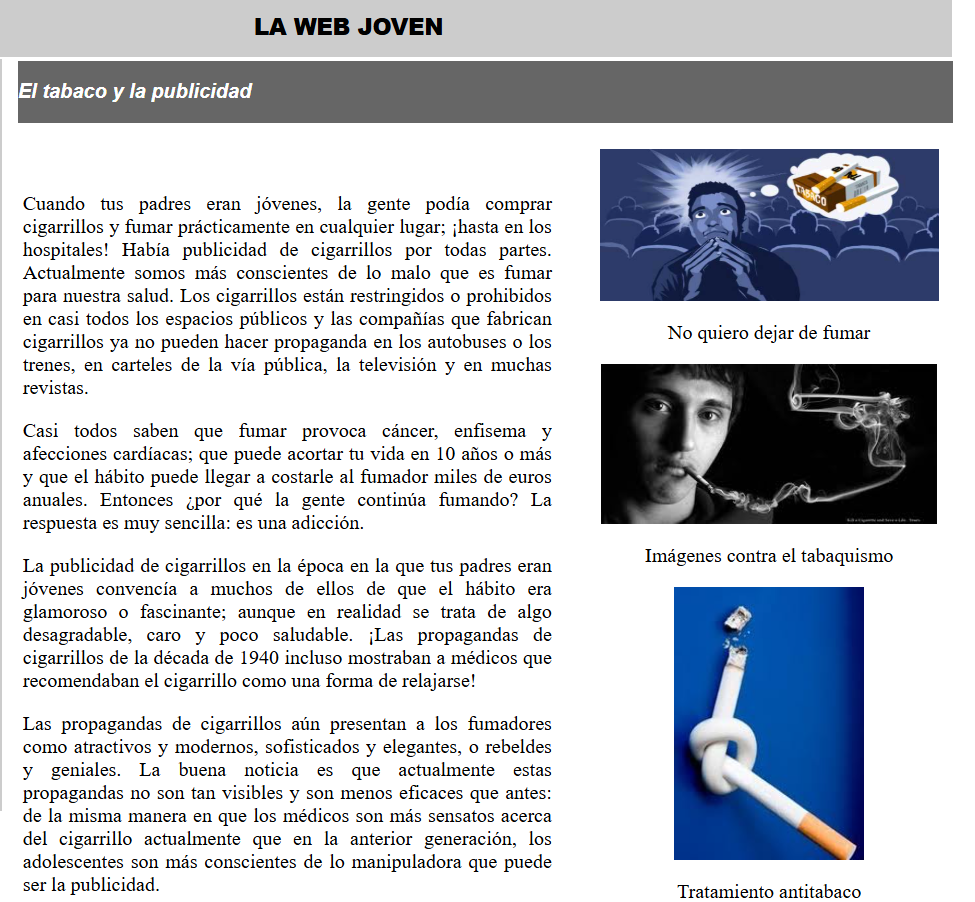 LA WEB JOVEN
El tabaco y la publicidad
Cuando tus padres eran jóvenes, la gente podía comprar
cigarrillos y fumar prácticamente en cualquier lugar; ¡hasta en los
hospitales! Había publicidad de cigarrillos por todas partes.
Actualmente somos más conscientes de lo malo que es fumar
para nuestra salud. Los cigarrillos están restringidos o prohibidos
en casi todos los espacios públicos y las compañías que fabrican
cigarrillos ya no pueden hacer propaganda en los autobuses o los
trenes, en carteles de la vía pública, la televisión y en muchas
revistas.
Casi todos saben que fumar provoca cáncer, enfisema y
afecciones cardíacas; que puede acortar tu vida en 10 años o más
y que el hábito puede llegar a costarle al fumador miles de euros
anuales. Entonces ¿por qué la gente continúa fumando? La
respuesta es muy sencilla: es una adicción.
La publicidad de cigarrillos en la época en la que tus padres eran
jóvenes convencía a muchos de ellos de que el hábito era
glamoroso o fascinante; aunque en realidad se trata de algo
desagradable, caro y poco saludable. ¡Las propagandas de
cigarrillos de la década de 1940 incluso mostraban a médicos que
recomendaban el cigarrillo como una forma de relajarse!
Las propagandas de cigarrillos aún presentan a los fumadores
como atractivos y modernos, sofisticados y elegantes, o rebeldes
y geniales. La buena noticia es que actualmente estas
propagandas no son tan visibles y son menos eficaces que antes:
de la misma manera en que los médicos son más sensatos acerca
del cigarrillo actualmente que en la anterior generación, los
adolescentes son más conscientes de lo manipuladora que puede
ser la publicidad.
TABACO
No quiero dejar de fumar
Imágenes contra el tabaquismo
Tratamiento antitabaco